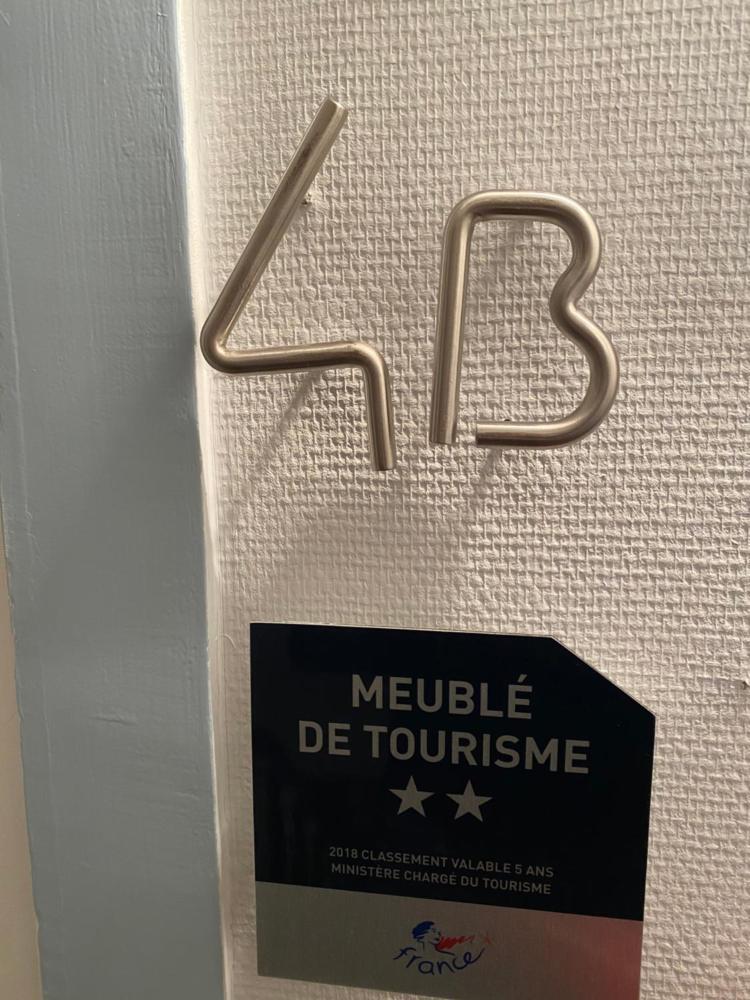 4B
MEUBLÉ
DE TOURISME
2018 CLASSEMENT VALABLE 5 ANS
MINISTÈRE CHARGÉ DU TOURISME
france